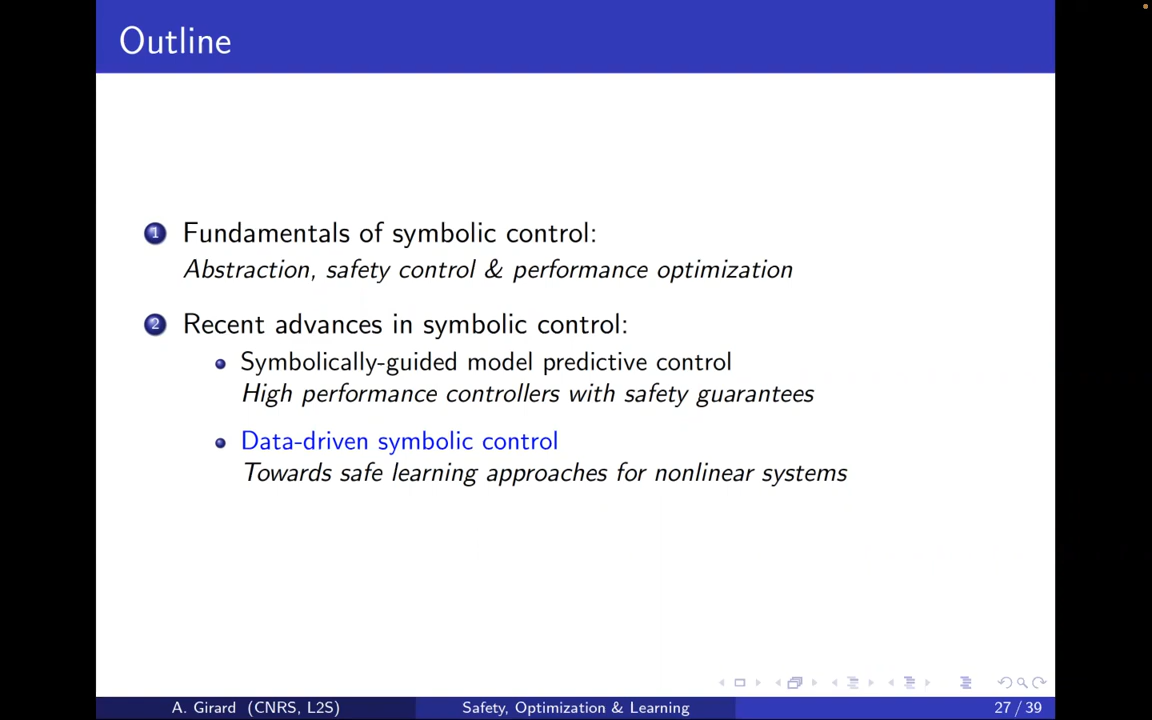 Outline
1 Fundamentals of symbolic control:
Abstraction, safety control & performance optimization
2 Recent advances in symbolic control:
Symbolically-guided model predictive control
High performance controllers with safety guarantees
Data-driven symbolic control
Towards safe learning approaches for nonlinear systems
A. Girard (CNRS, L2S) Safety, Optimization & Learning 27 / 39